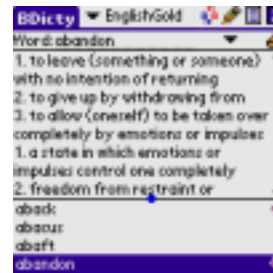 BDicty EnglishGold
Word: abandon
1. to leave (something or someone)
with no intention of returning
2. to give up by withdrawing from
3. to allow (oneself) to be taken over
completely by emotions or impulses
1. a state in which emotions or
impulses control one completely
2. freedom from restraint or
aback
abacus
abaft
abandon